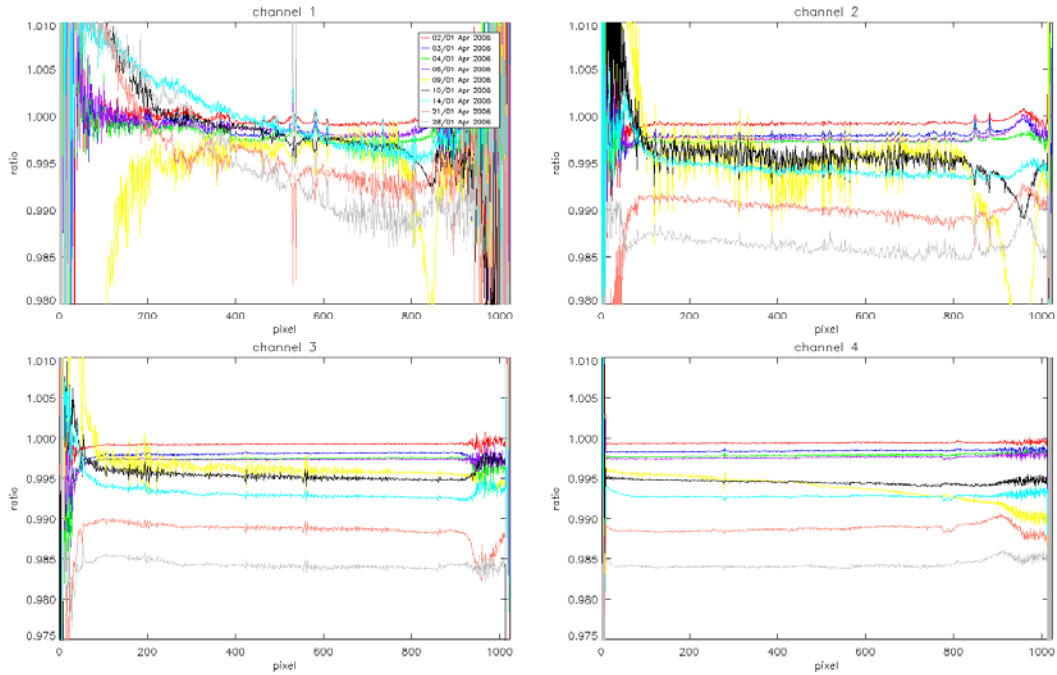 channel 1
1.010
1.005
1.000
0.995
0.990
0.985
0.980
ratio
0 200 400 600 800 1000
pixel
02/01 Apr 2006
03/01 Apr 2006
04/01 Apr 2006
05/01 Apr 2006
09/01 Apr 2006
10/01 Apr 2006
14/01 Apr 2006
21/01 Apr 2006
28/01 Apr 2006
channel 2
1.010
1.005
1.000
0.995
0.990
0.985
0.980
ratio
0 200 400 600 800 1000
pixel
channel 3
1.010
1.005
1.000
0.995
0.990
0.985
0.980
0.975
ratio
0 200 400 600 800 1000
pixel
channel 4
1.010
1.005
1.000
0.995
0.990
0.985
0.980
0.975
ratio
0 200 400 600 800 1000
pixel